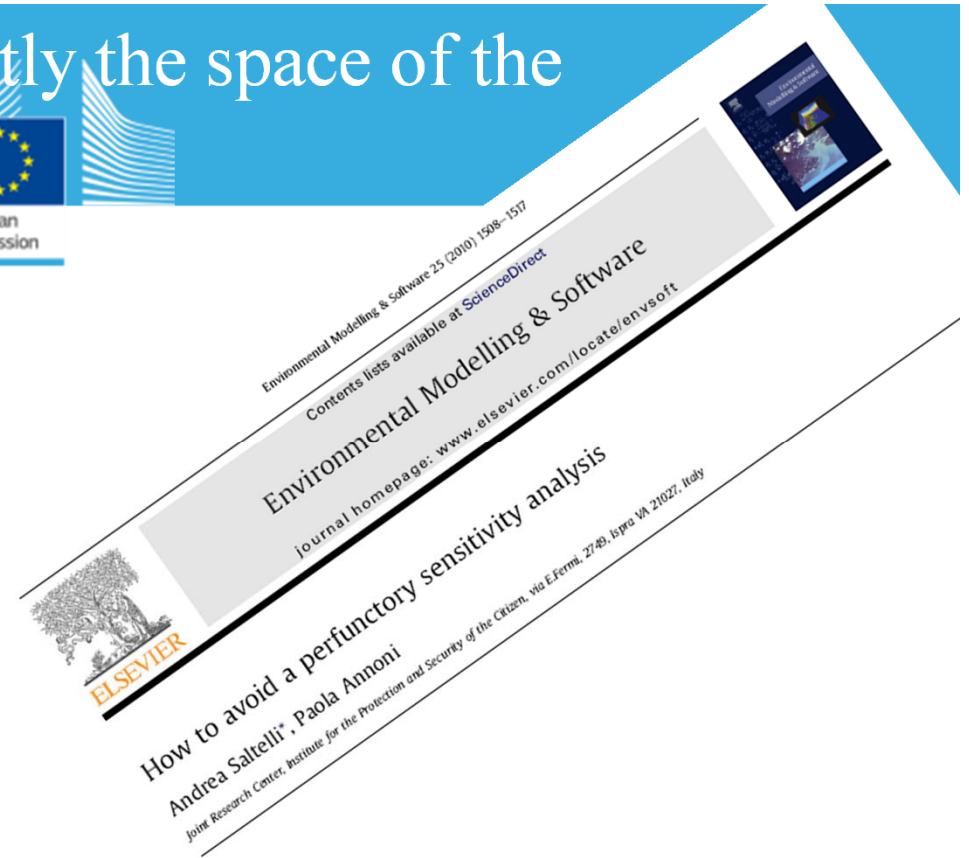 tly the space of the
an
ssion
Environmental Modelling & Software 25 (2010) 1508–1517
Contents lists available at ScienceDirect
Environmental Modelling & Software
journal homepage: www.elsevier.com/locate/envsoft
Environmental
Modelling & Software
ELSEVIER
How to avoid a perfunctory sensitivity analysis
Andrea Saltelli*, Paola Annoni
Joint Research Center, Institute for the Protection and Security of the Citizen, via E.Fermi, 2749, Ispra VA 21027, Italy